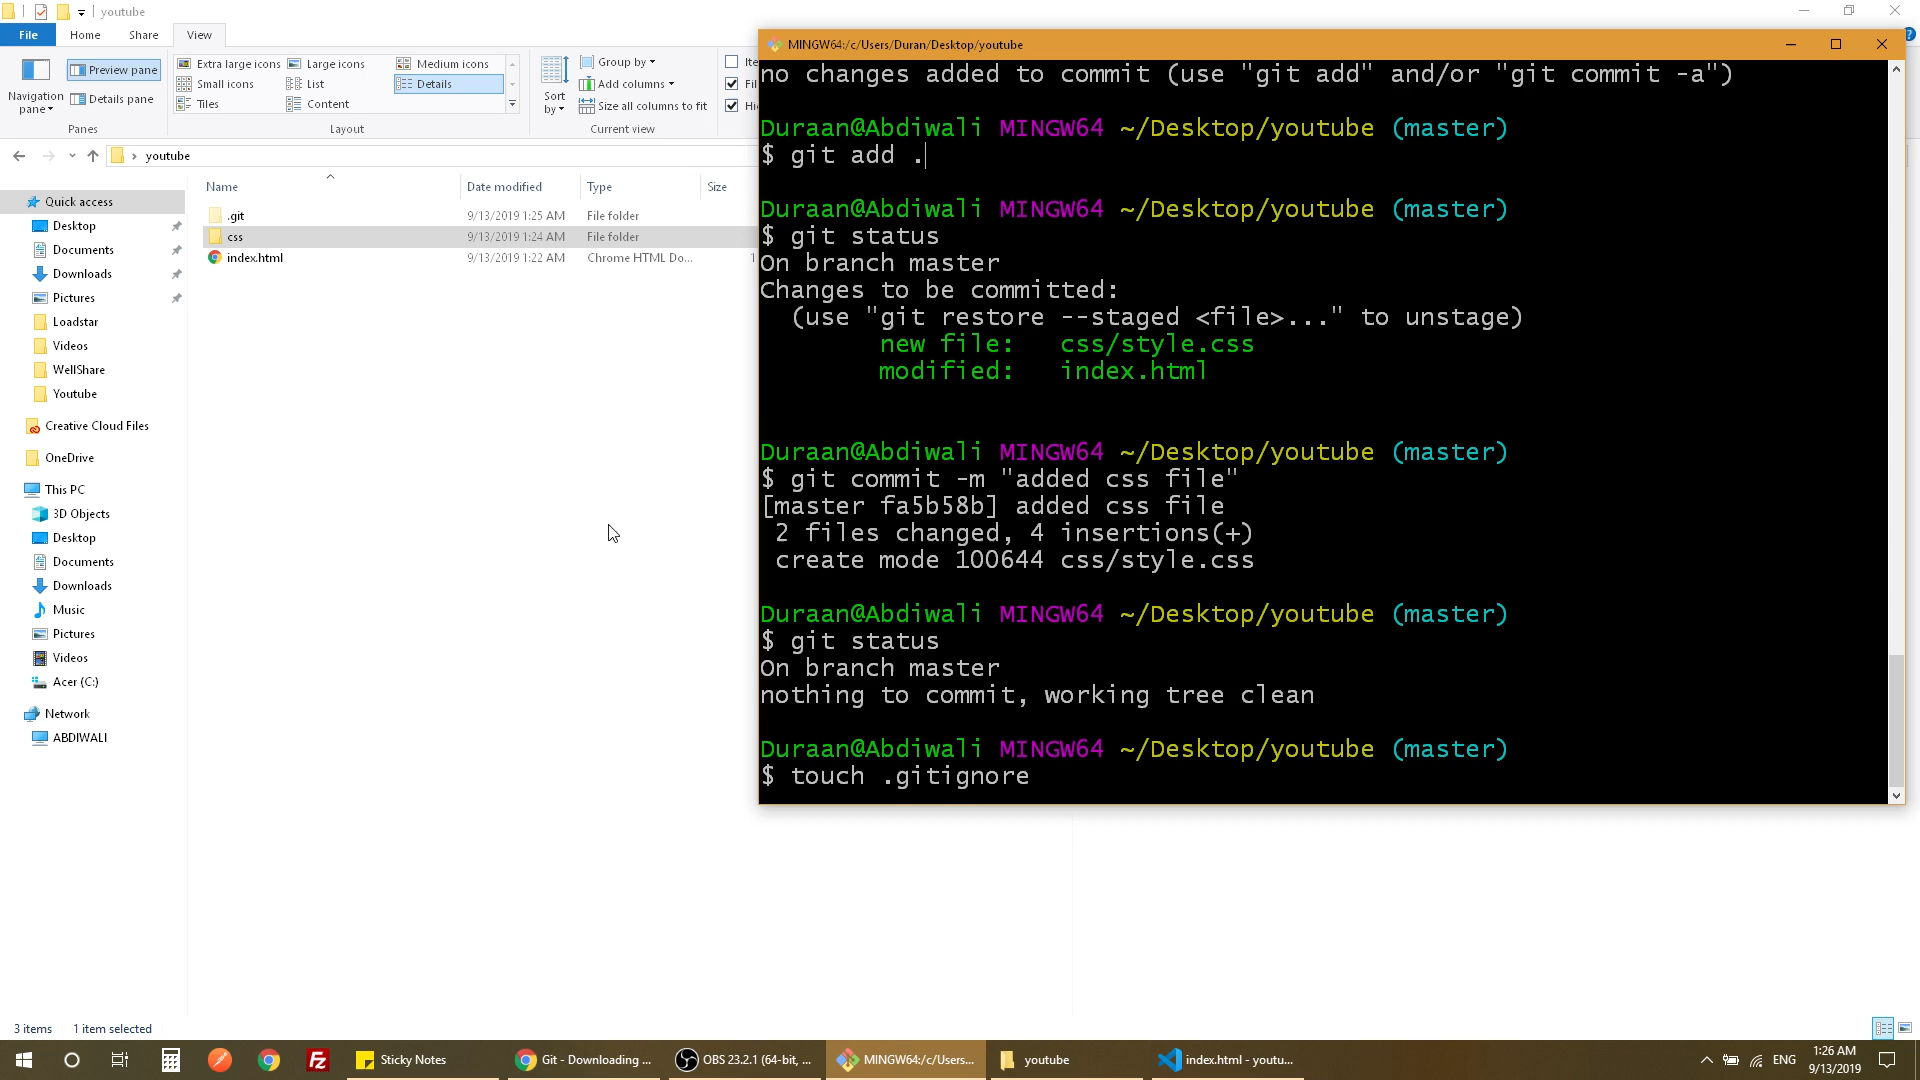 youtube
File Home Share View
Navigation pane
Preview pane
Details pane
Panes
Extra large icons Large icons Medium icons
Small icons List Details
Tiles Content
Layout
Sort by
Group by
Add columns
Size all columns to fit
Current view
youtube
Name Date modified Type Size
.git 9/13/2019 1:25 AM File folder
css 9/13/2019 1:24 AM File folder
index.html 9/13/2019 1:22 AM Chrome HTML Do...
Quick access
Desktop
Documents
Downloads
Pictures
Loadstar
Videos
WellShare
Youtube
Creative Cloud Files
OneDrive
This PC
3D Objects
Desktop
Documents
Downloads
Music
Pictures
Videos
Acer (C:)
Network
ABDIWALI
3 items 1 item selected
MINGW64:/c/Users/Duran/Desktop/youtube
no changes added to commit (use "git add" and/or "git commit -a")
Duraan@Abdiwali MINGW64 ~/Desktop/youtube (master)
$ git add .
Duraan@Abdiwali MINGW64 ~/Desktop/youtube (master)
$ git status
On branch master
Changes to be committed:
(use "git restore --staged <file>..." to unstage)
new file: css/style.css
modified: index.html
Duraan@Abdiwali MINGW64 ~/Desktop/youtube (master)
$ git commit -m "added css file"
[master fa5b58b] added css file
2 files changed, 4 insertions(+)
create mode 100644 css/style.css
Duraan@Abdiwali MINGW64 ~/Desktop/youtube (master)
$ git status
On branch master
nothing to commit, working tree clean
Duraan@Abdiwali MINGW64 ~/Desktop/youtube (master)
$ touch .gitignore
Sticky Notes Git - Downloading ... OBS 23.2.1 (64-bit, ... MINGW64:/c/Users... youtube index.html - youtu... ENG 1:26 AM
9/13/2019